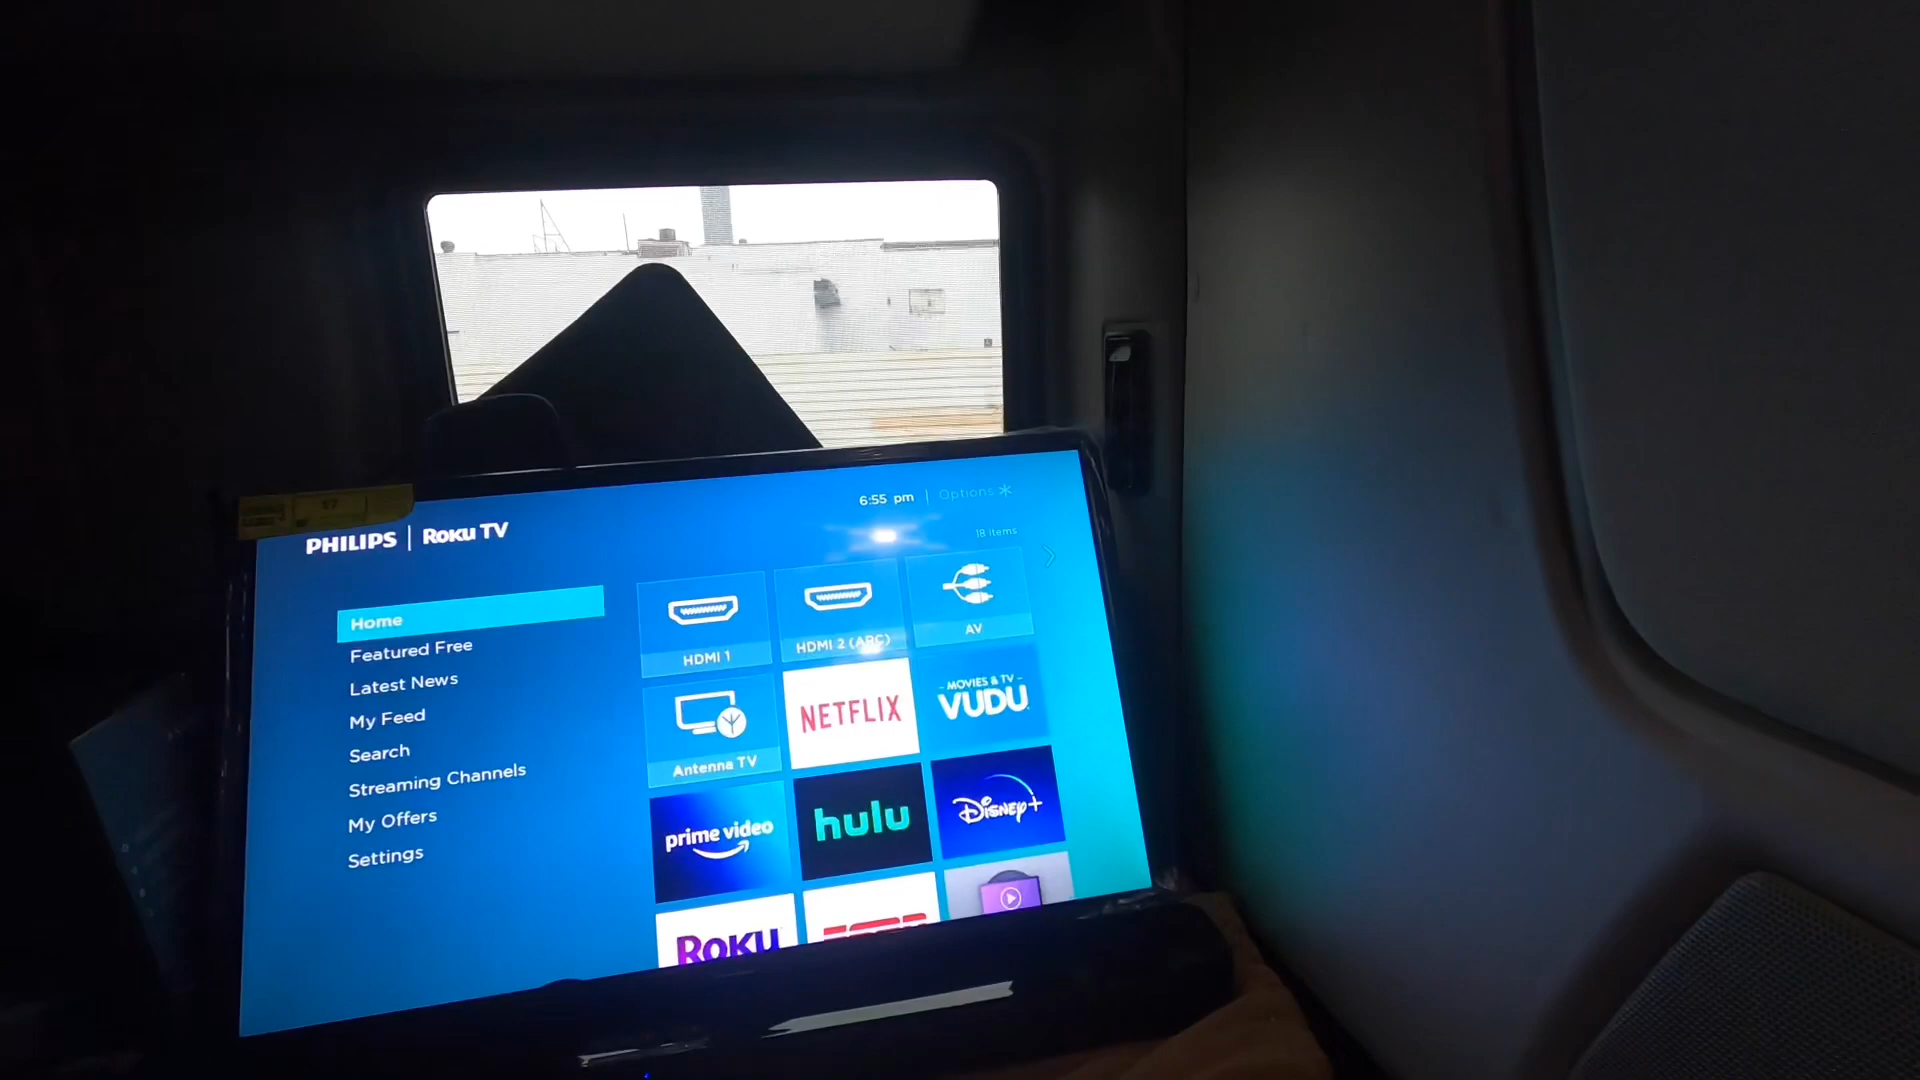 17
6:55 pm | Options
PHILIPS | Roku TV
18 items
Home
Featured Free
Latest News
My Feed
Search
Streaming Channels
My Offers
Settings
HDMI 1
HDMI 2 (ARC)
AV
Antenna TV
NETFLIX
- MOVIES & TV -
VUDU
prime video
hulu
Disney+
Roku